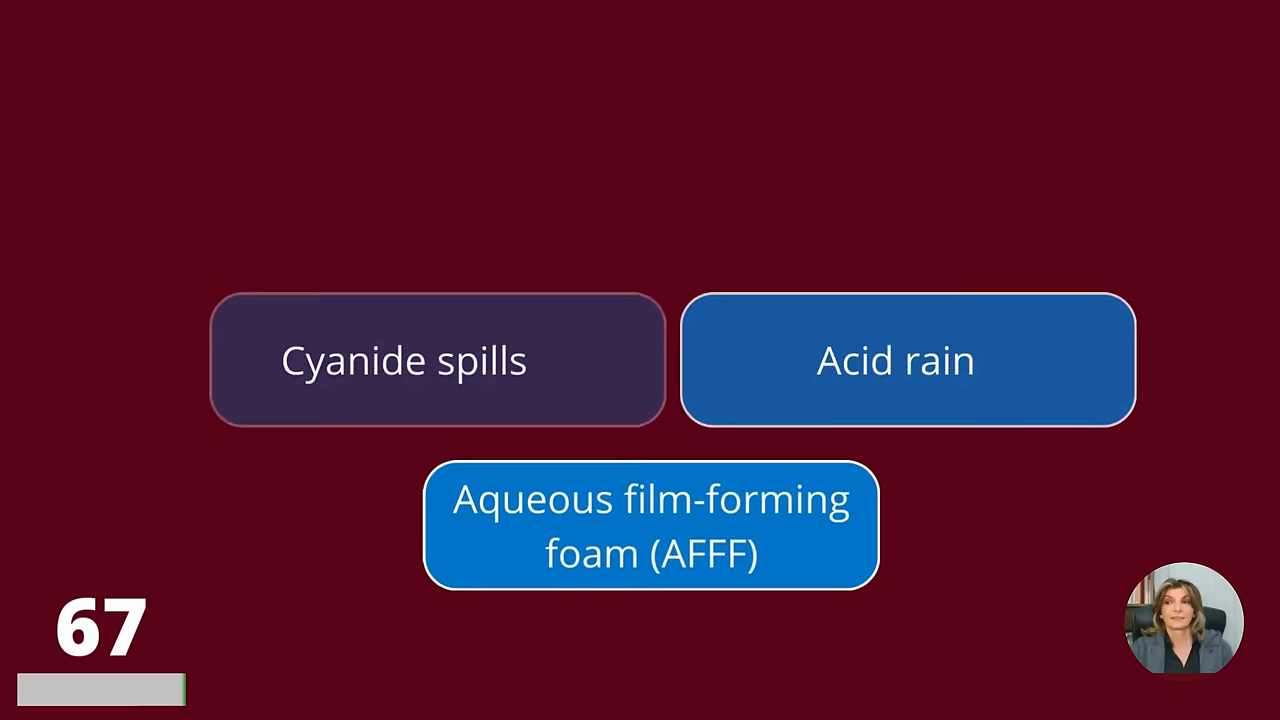 Cyanide spills
Acid rain
Aqueous film-forming
foam (AFFF)
67